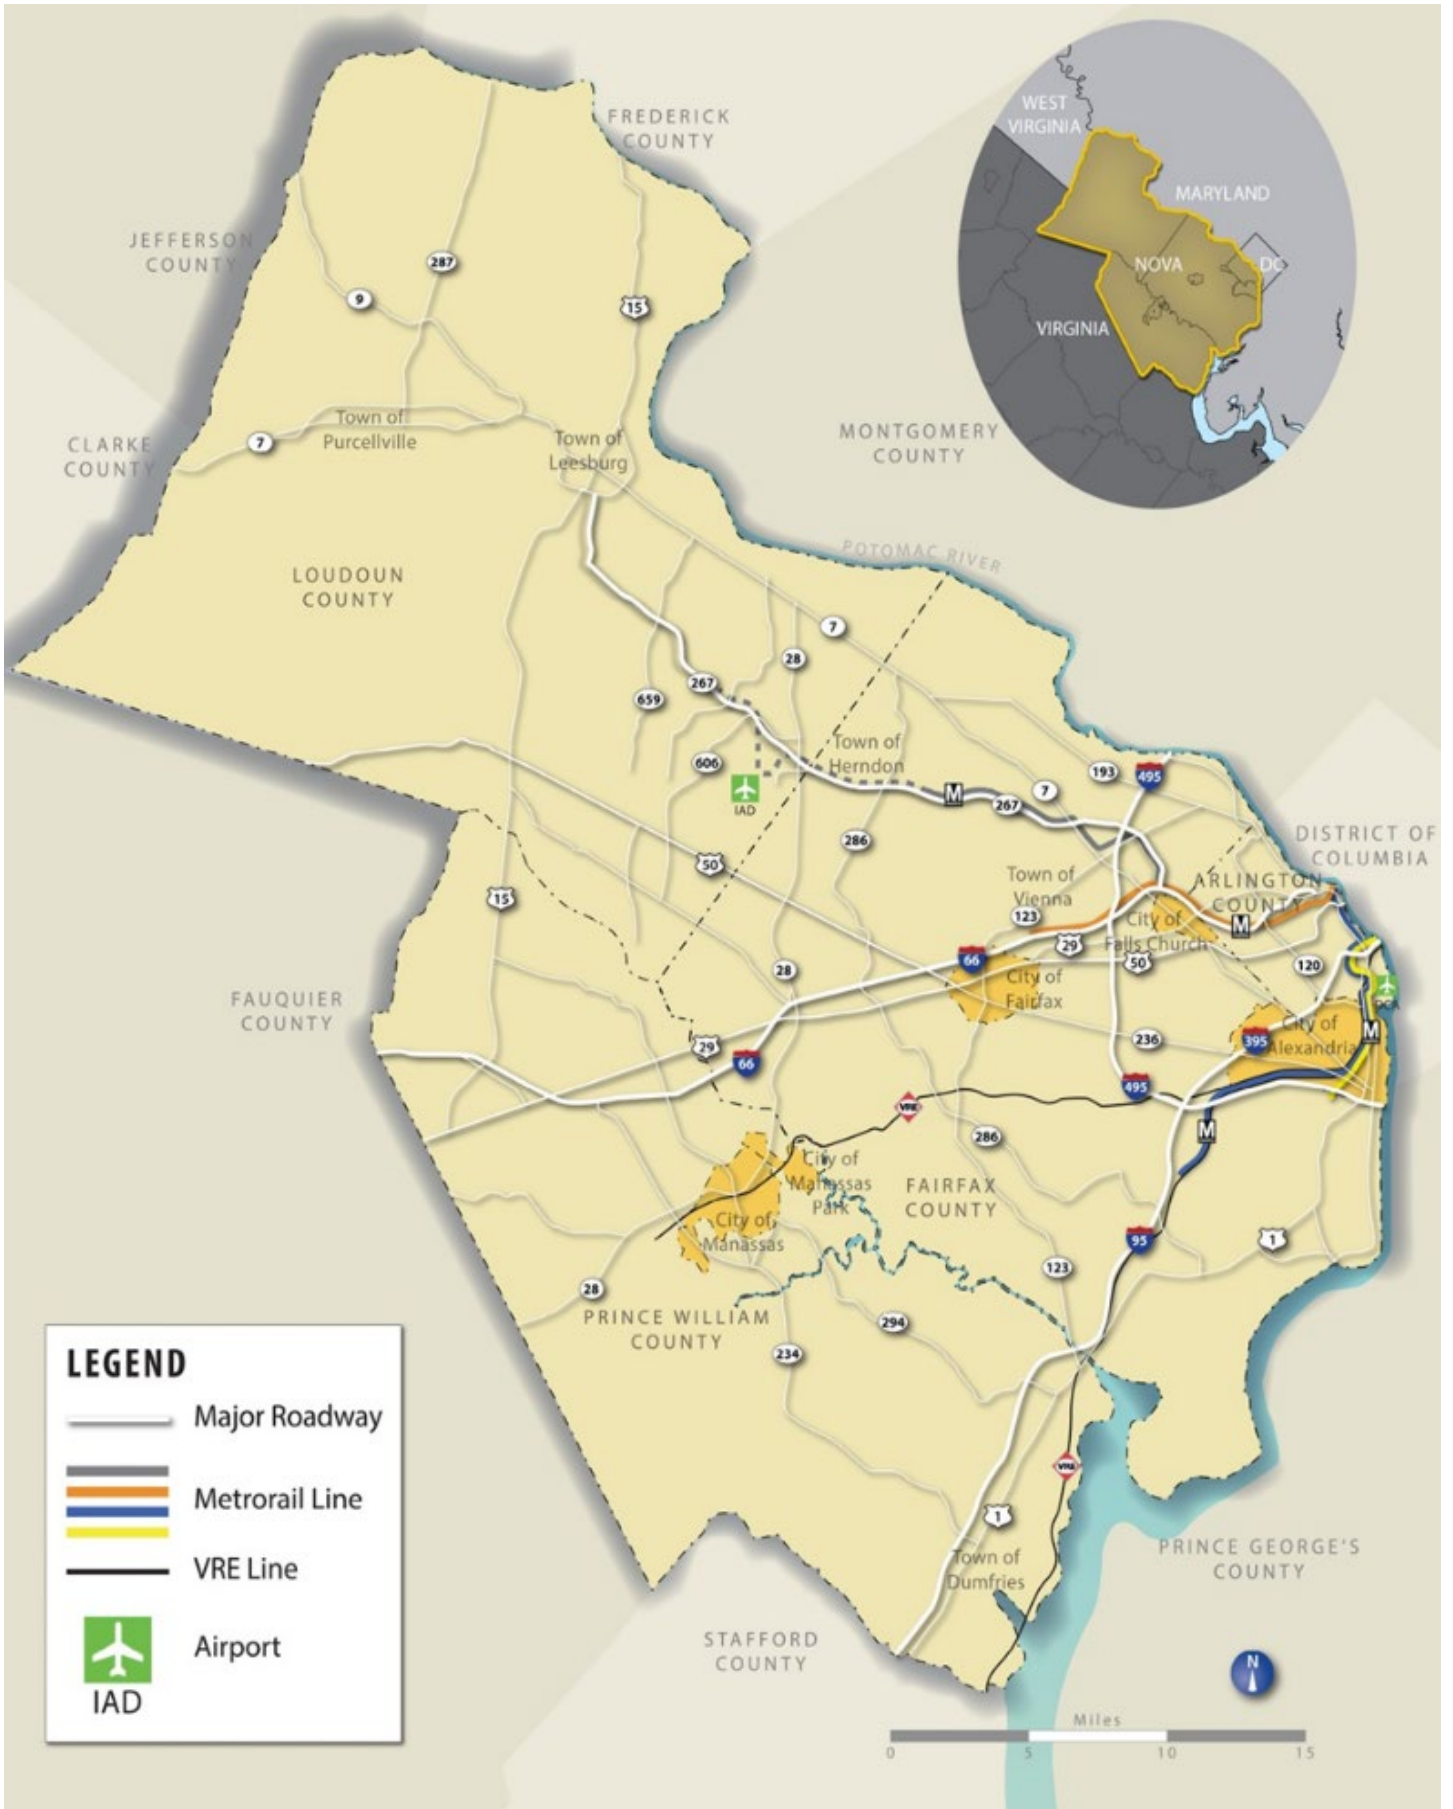 FREDERICK
COUNTY
WEST
VIRGINIA
MARYLAND
NOVA
DC
VIRGINIA
JEFFERSON
COUNTY
287
9
15
Town of
Purcellville
7
CLARKE
COUNTY
Town of
Leesburg
MONTGOMERY
COUNTY
POTOMAC RIVER
LOUDOUN
COUNTY
7
28
267
659
606
IAD
Town of
Herndon
M
267
7
193
495
286
50
15
DISTRICT OF
COLUMBIA
Town of
Vienna
123
ARLINGTON
COUNTY
City of
Falls Church
M
29
50
66
120
28
City of
Fairfax
FAUQUIER
COUNTY
29
66
236
395
City of
Alexandria
M
495
VRE
M
286
City of
Manassas
Park
FAIRFAX
COUNTY
City of
Manassas
95
1
123
28
PRINCE WILLIAM
COUNTY
294
234
VRE
1
Town of
Dumfries
PRINCE GEORGE'S
COUNTY
STAFFORD
COUNTY
LEGEND
Major Roadway
Metrorail Line
VRE Line
Airport
IAD
N
Miles
0 5 10 15